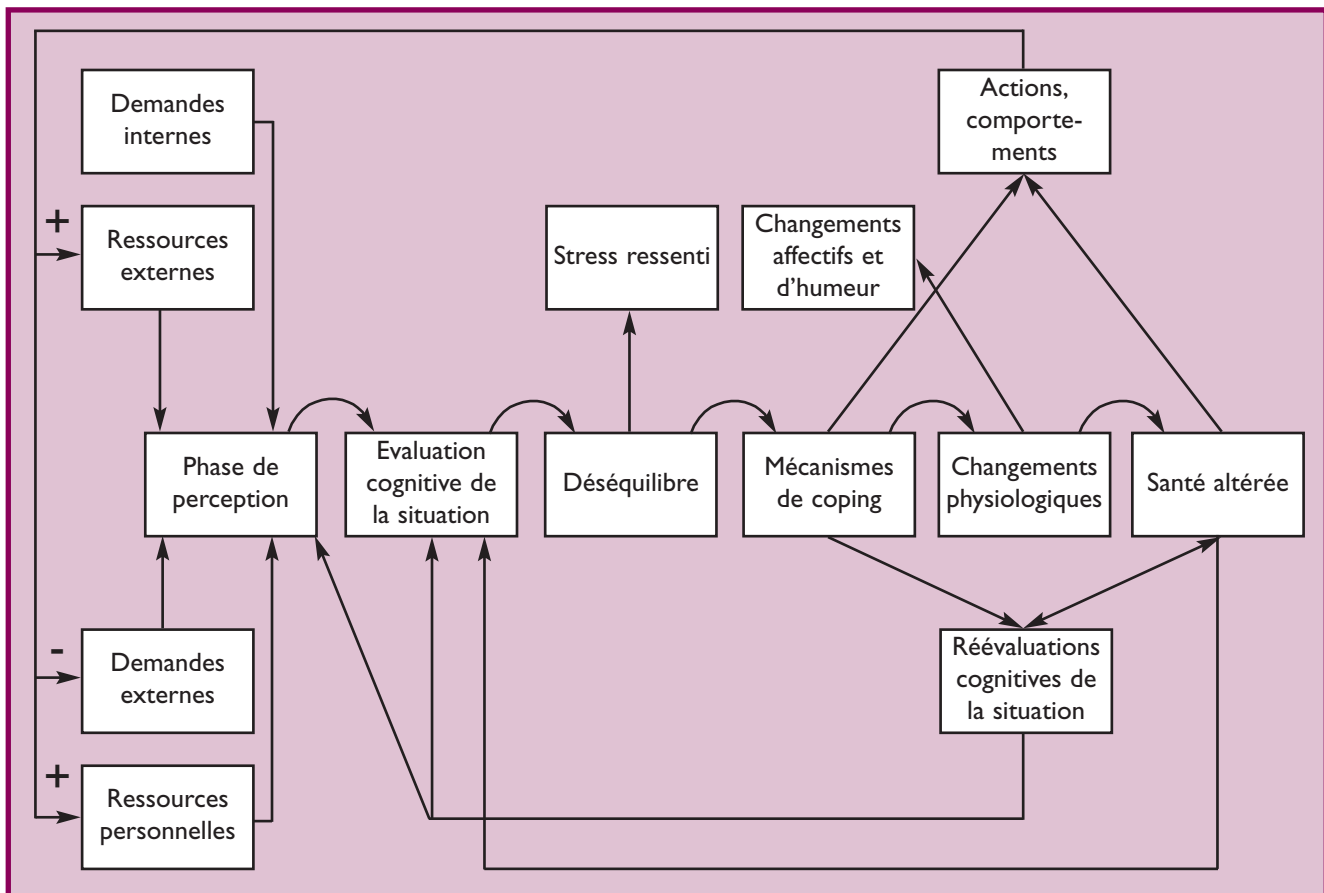 Demandes
internes
Actions,
comporte-
ments
+
Ressources
externes
Stress ressenti
Changements
affectifs et
d'humeur
Phase de
perception
Evaluation
cognitive de
la situation
Déséquilibre
Mécanismes
de coping
Changements
physiologiques
Santé altérée
-
Demandes
externes
Réévaluations
cognitives de
la situation
+
Ressources
personnelles